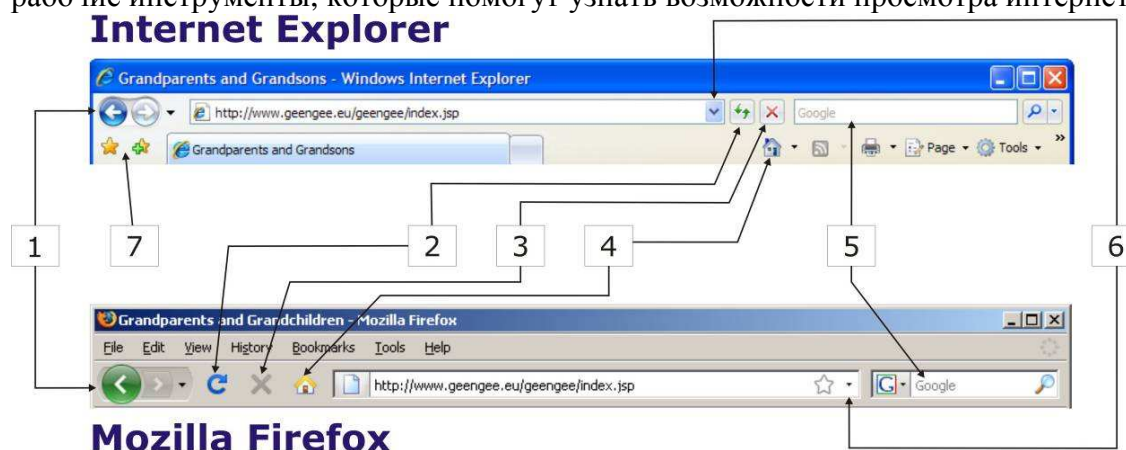 рабочие инструменты, которые помогут узнать возможности просмотра интернет
Internet Explorer
Grandparents and Grandsons - Windows Internet Explorer
http://www.geengee.eu/geengee/index.jsp
Google
Grandparents and Grandsons
Page
Tools
»
1 7 2 3 4 5 6
Grandparents and Grandchildren - Mozilla Firefox
File Edit View History Bookmarks Tools Help
http://www.geengee.eu/geengee/index.jsp
G Google
Mozilla Firefox